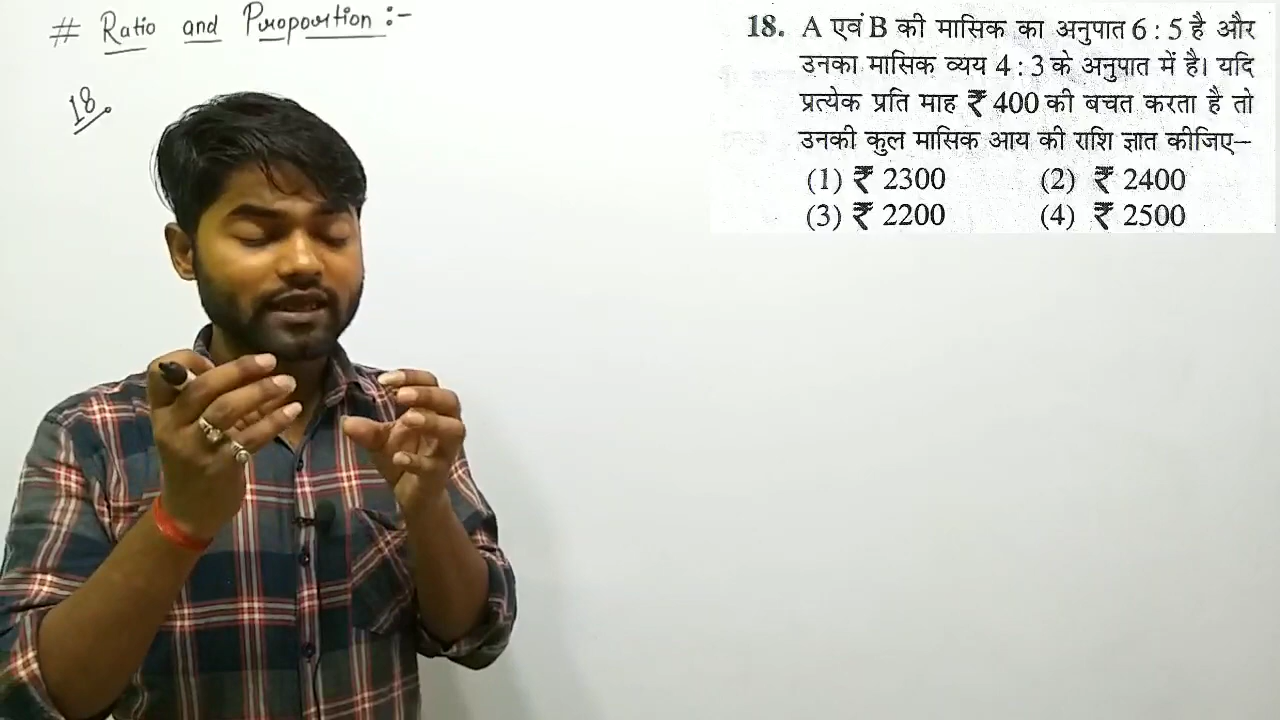 # Ratio and Proportion :-
18.
18. A एवं B की मासिक का अनुपात 6 : 5 है और
उनका मासिक व्यय 4 : 3 के अनुपात में है। यदि
प्रत्येक प्रति माह ₹ 400 की बचत करता है तो
उनकी कुल मासिक आय की राशि ज्ञात कीजिए–
(1) ₹ 2300 (2) ₹ 2400
(3) ₹ 2200 (4) ₹ 2500